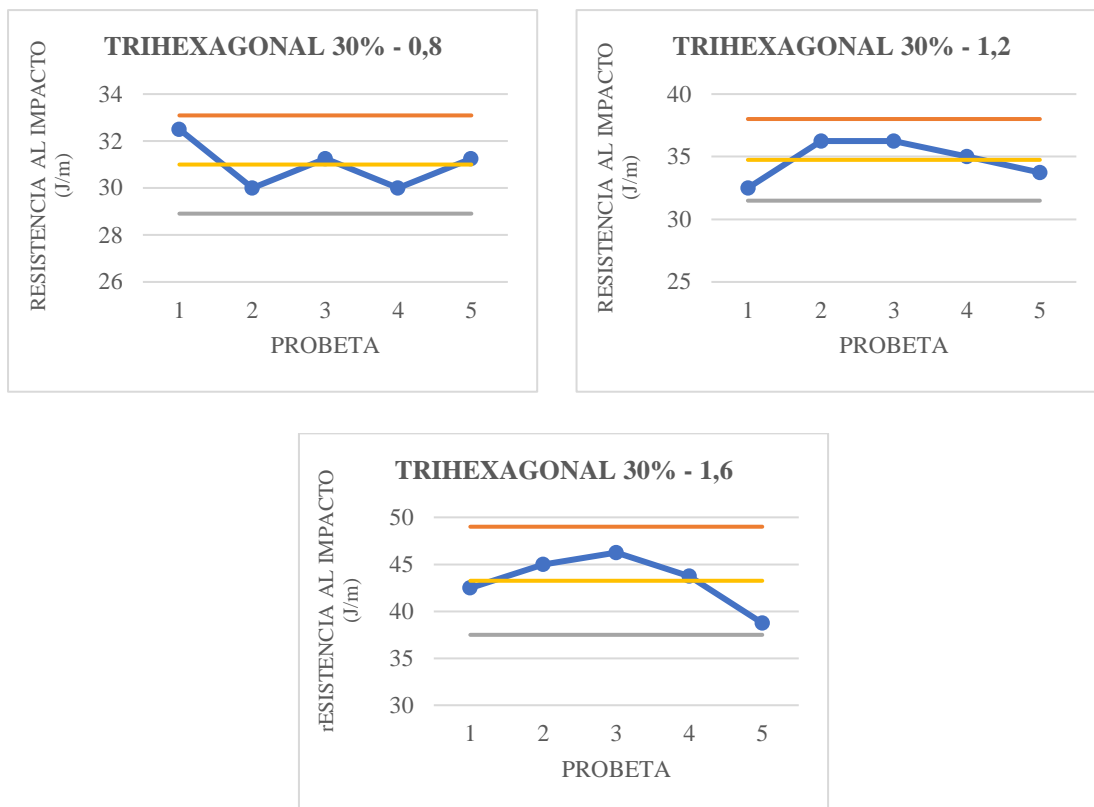 TRIHEXAGONAL 30% - 0,8
RESISTENCIA AL IMPACTO
(J/m)
34
32
30
28
26
1 2 3 4 5
PROBETA
TRIHEXAGONAL 30% - 1,2
RESISTENCIA AL IMPACTO
(J/m)
40
35
30
25
1 2 3 4 5
PROBETA
TRIHEXAGONAL 30% - 1,6
rESISTENCIA AL IMPACTO
(J/m)
50
45
40
35
30
1 2 3 4 5
PROBETA